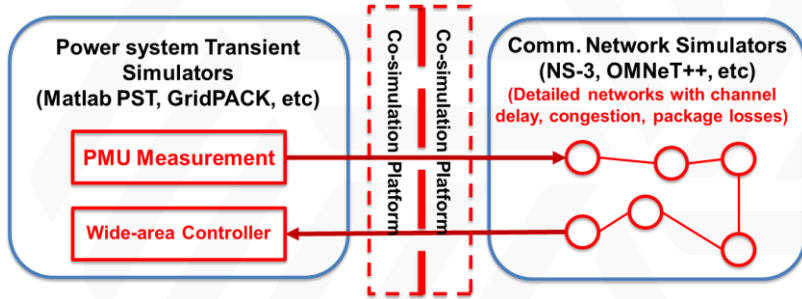 Power system Transient
Simulators
(Matlab PST, GridPACK, etc)
PMU Measurement
Wide-area Controller
Co-simulation Platform
Co-simulation Platform
Comm. Network Simulators
(NS-3, OMNeT++, etc)
(Detailed networks with channel
delay, congestion, package losses)